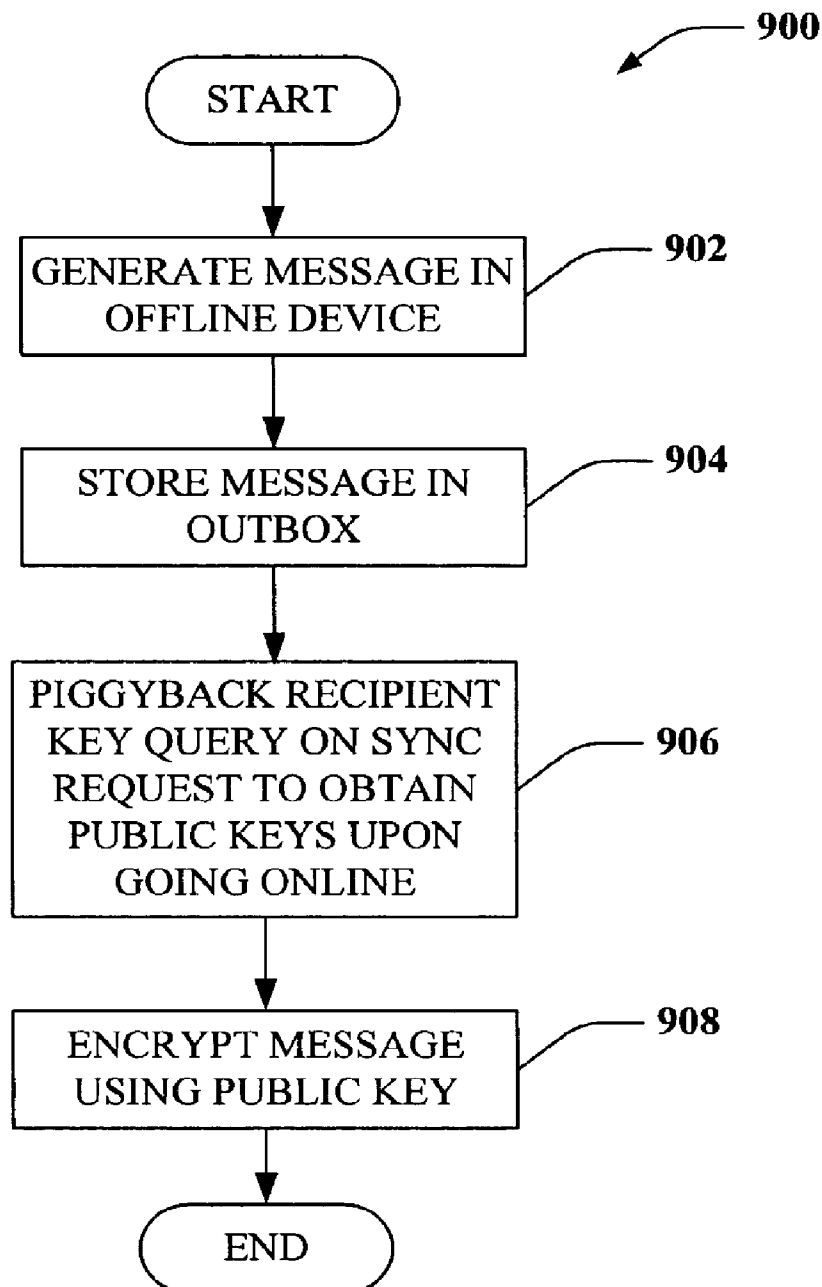 900
START
GENERATE MESSAGE IN
OFFLINE DEVICE
902
STORE MESSAGE IN
OUTBOX
904
PIGGYBACK RECIPIENT
KEY QUERY ON SYNC
REQUEST TO OBTAIN
PUBLIC KEYS UPON
GOING ONLINE
906
ENCRYPT MESSAGE
USING PUBLIC KEY
908
END